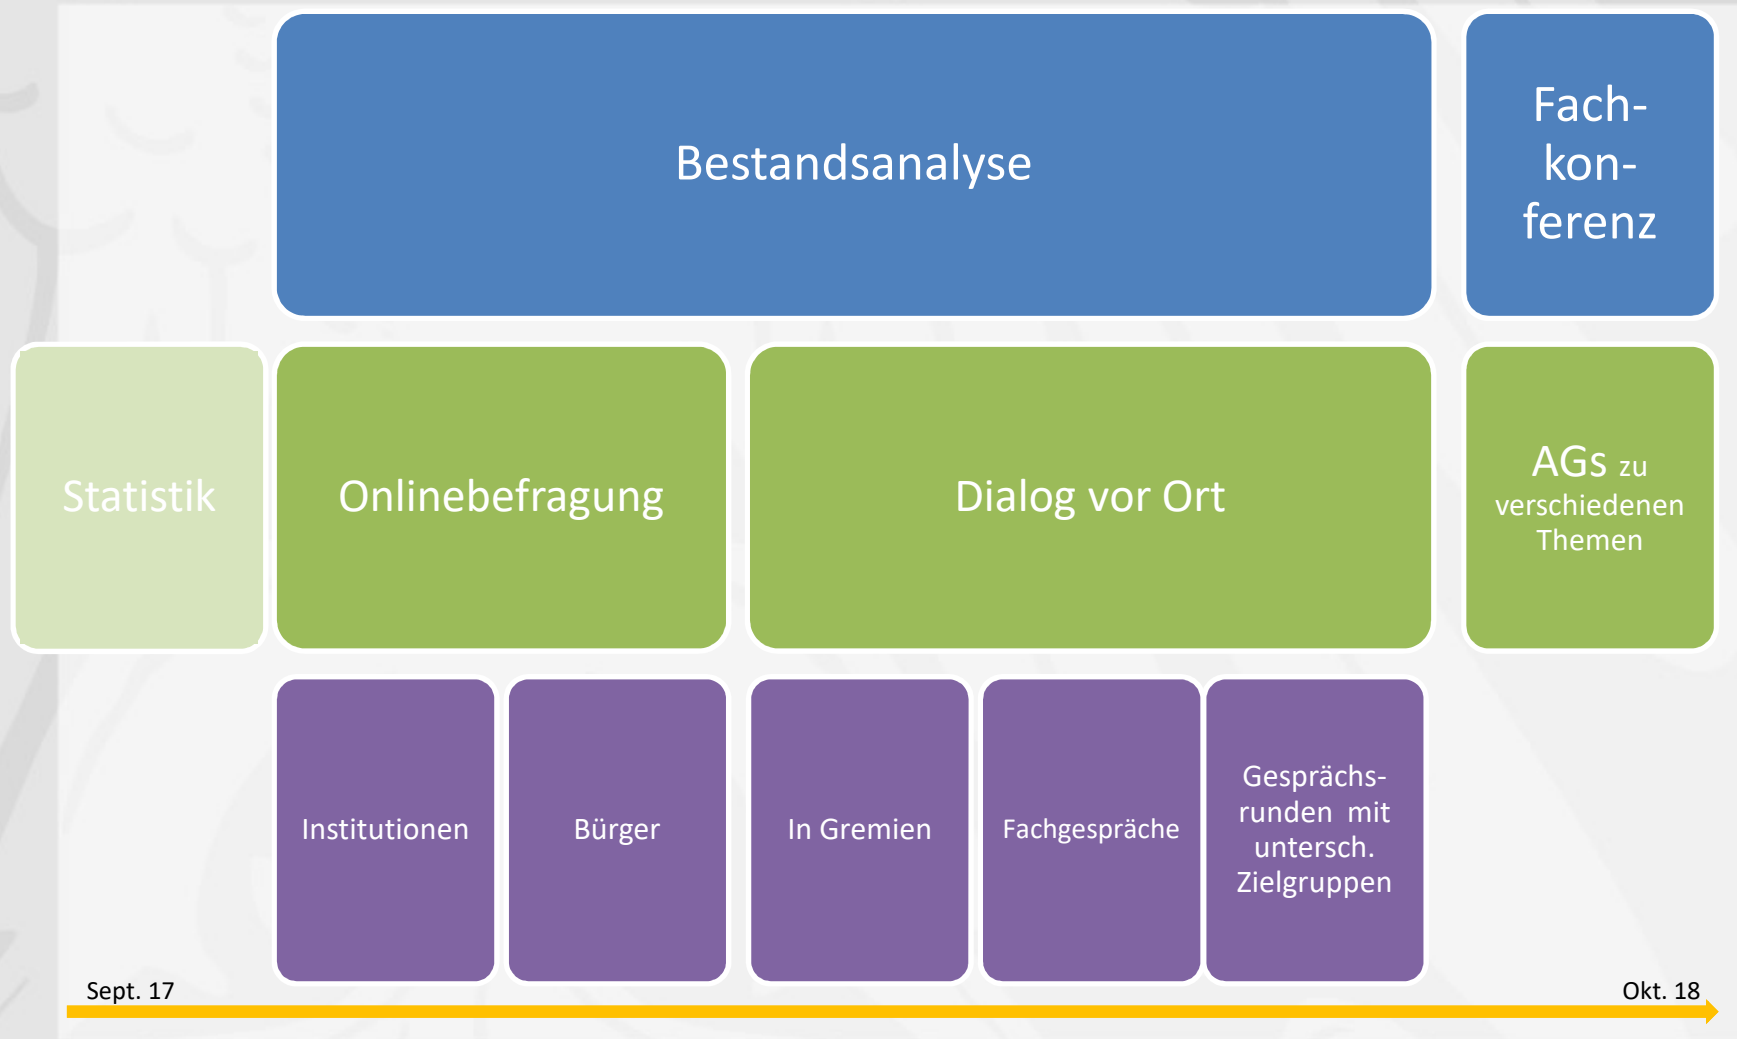 Bestandsanalyse
Fach-
kon-
ferenz
Statistik
Onlinebefragung
Dialog vor Ort
AGs zu
verschiedenen
Themen
Institutionen
Bürger
In Gremien
Fachgespräche
Gesprächs-
runden mit
untersch.
Zielgruppen
Sept. 17
Okt. 18